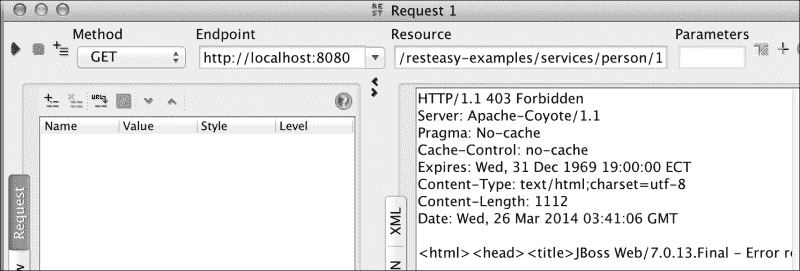 RE
ST Request 1
Method Endpoint Resource Parameters
GET http://localhost:8080 /resteasy-examples/services/person/1
Name Value Style Level
Request
XML
HTTP/1.1 403 Forbidden
Server: Apache-Coyote/1.1
Pragma: No-cache
Cache-Control: no-cache
Expires: Wed, 31 Dec 1969 19:00:00 ECT
Content-Type: text/html;charset=utf-8
Content-Length: 1112
Date: Wed, 26 Mar 2014 03:41:06 GMT
<html><head><title>JBoss Web/7.0.13.Final - Error